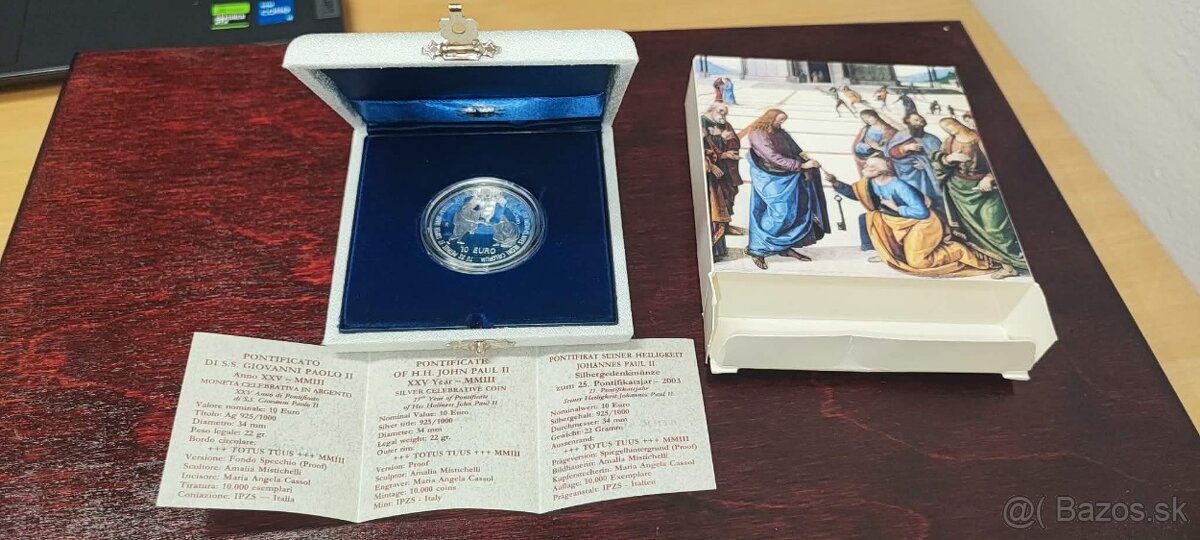 10 EURO
PONTIFICATO
DI S.S. GIOVANNI PAOLO II
Anno XXV – MMIII
MONETA CELEBRATIVA IN ARGENTO
XXV Anno di Pontificato
di S.S. Giovanni Paolo II
Valore nominale: 10 Euro
Titolo: Ag 925/1000
Diametro: 34 mm
Peso legale: 22 gr.
Bordo circolare:
+++ TOTUS TUUS +++ MMIII
Versione: Fondo Specchio (Proof)
Scultore: Amalia Mistichelli
Incisore: Maria Angela Cassol
Tiratura: 10.000 esemplari
Coniazione: IPZS — Italia
PONTIFICATE
OF H.H. JOHN PAUL II
XXV Year – MMIII
SILVER CELEBRATIVE COIN
Year of Pontificate
of His Holiness John Paul II
Nominal Value: 10 Euro
Silver title: 925/1000
Diameter: 34 mm
Legal weight: 22 gr.
Outer rim:
+++ TOTUS TUUS +++ MMIII
Version: Proof
Sculptor: Amalia Mistichelli
Engraver: Maria Angela Cassol
Mintage: 10.000 coins
Mint: IPZS - Italy
PONTIFIKAT SEINER HEILIGKEIT
JOHANNES PAUL II.
Silbergedenkmünze
zum 25. Pontifikatsjar – 2003
Pontifikatsjahr
Seiner Heiligkeit Johannes Paul II.
Nominalwert: 10 Euro
Silbergehalt: 925/1000
Durchmesser: 34 mm
Gewicht: 22 Gramm
Aussenrand:
+++ TOTUS TUUS +++ MMIII
Prägeversion: Spiegelhintergrund (Proof)
Bildhauerin: Amalia Mistichelli
Kupferstecherin: Maria Angela Cassol
Auflage: 10.000 Exemplare
Prägeanstalt: IPZS - Italien
@( Bazos.sk